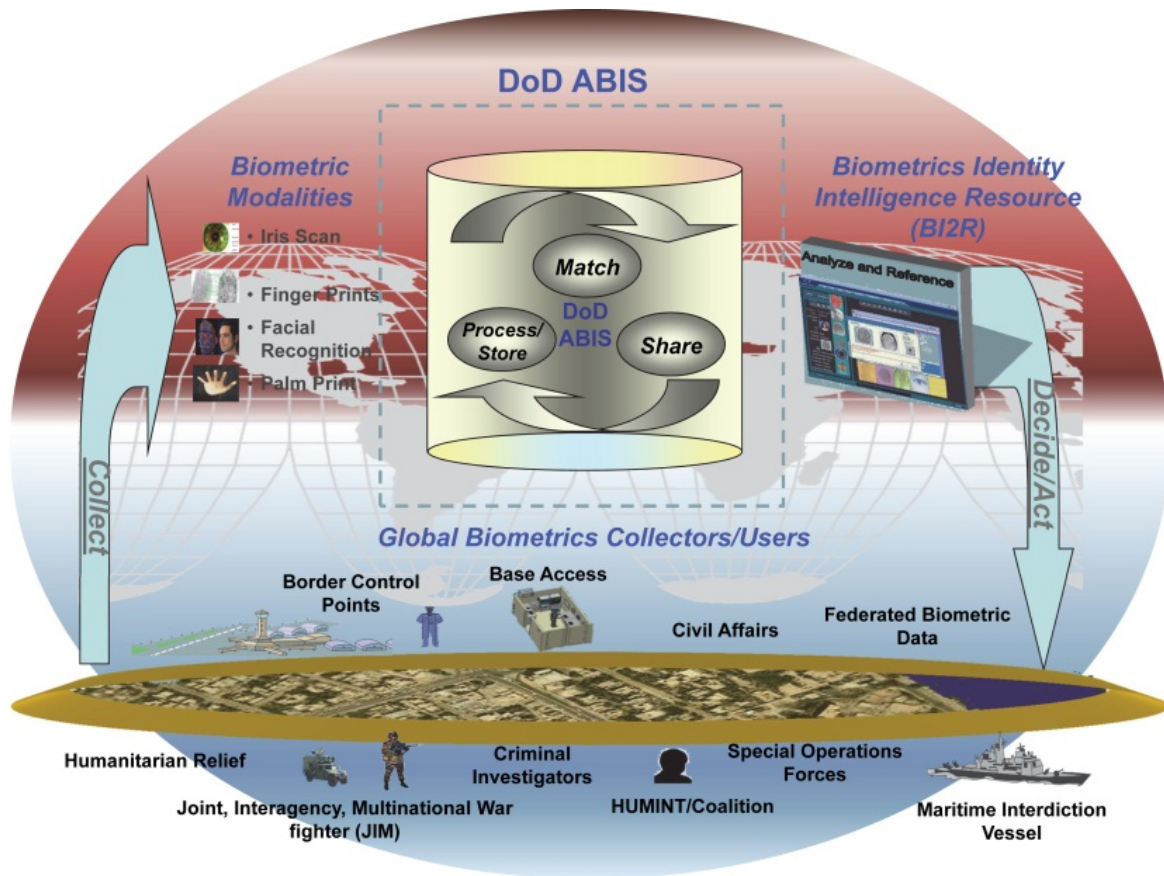 DoD ABIS
Biometric
Modalities
• Iris Scan
• Finger Prints
• Facial
Recognition
• Palm Print
Collect
Match
DoD
ABIS
Process/
Store
Share
Biometrics Identity
Intelligence Resource
(BI2R)
Analyze and Reference
Decide/Act
Global Biometrics Collectors/Users
Border Control
Points
Base Access
Civil Affairs
Federated Biometric
Data
Humanitarian Relief
Joint, Interagency, Multinational War
fighter (JIM)
Criminal
Investigators
HUMINT/Coalition
Special Operations
Forces
Maritime Interdiction
Vessel